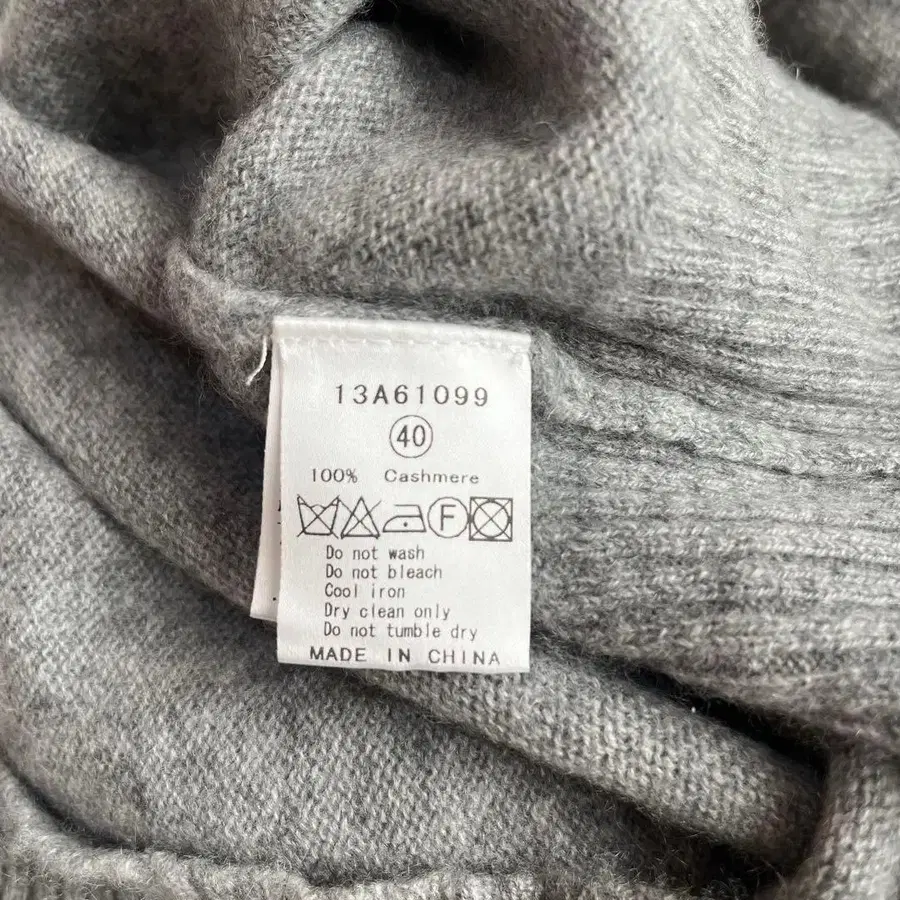 13A61099
40
100% Cashmere
F
Do not wash
Do not bleach
Cool iron
Dry clean only
Do not tumble dry
MADE IN CHINA